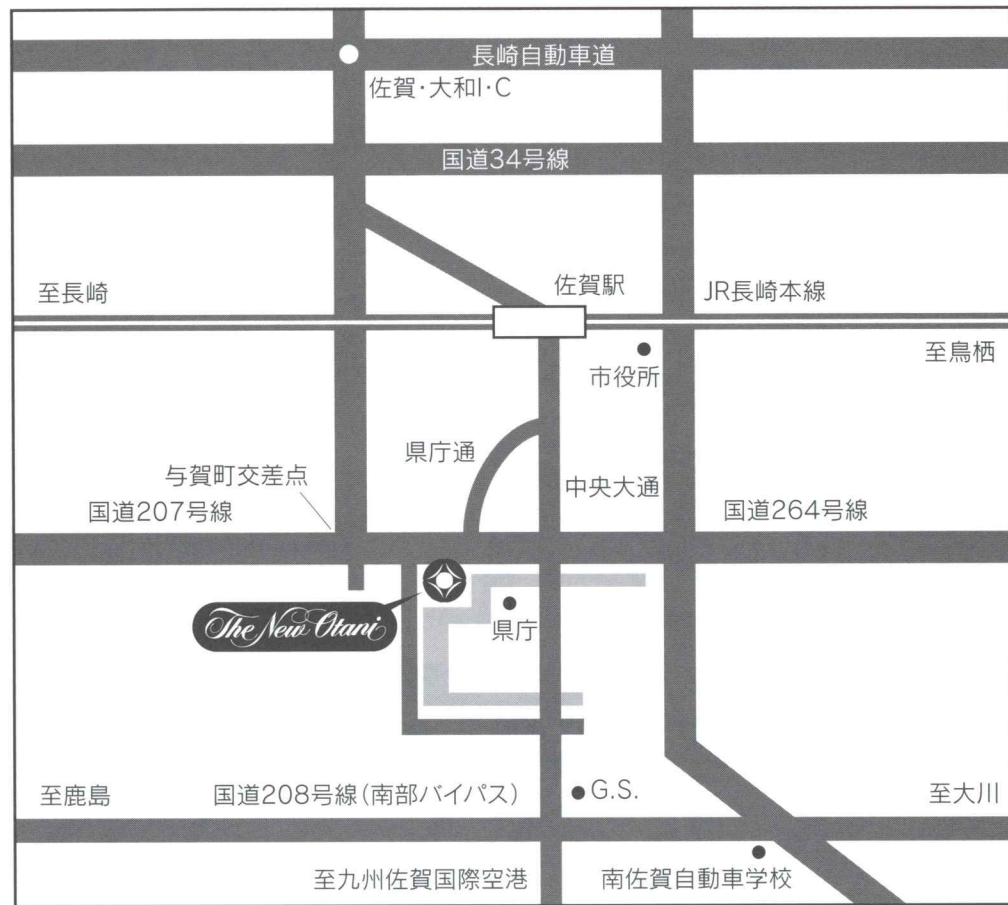 長崎自動車道
佐賀・大和I・C
国道34号線
佐賀駅
至長崎
JR長崎本線
至鳥栖
市役所
県庁通
与賀町交差点
中央大通
国道207号線
国道264号線
The New Otani
県庁
至鹿島
国道208号線(南部バイパス)
G.S.
至大川
至九州佐賀国際空港
南佐賀自動車学校